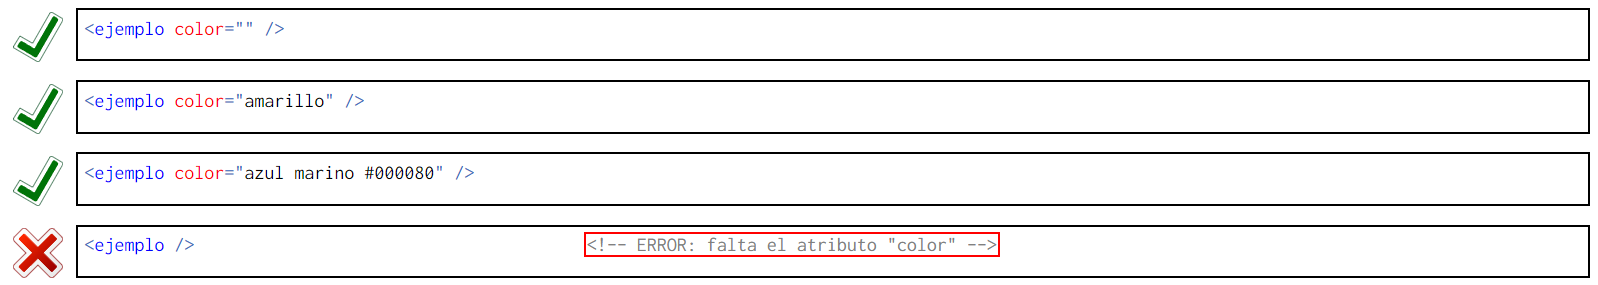 <ejemplo color="" />
<ejemplo color="amarillo" />
<ejemplo color="azul marino #000080" />
<ejemplo /> <!-- ERROR: falta el atributo "color" -->